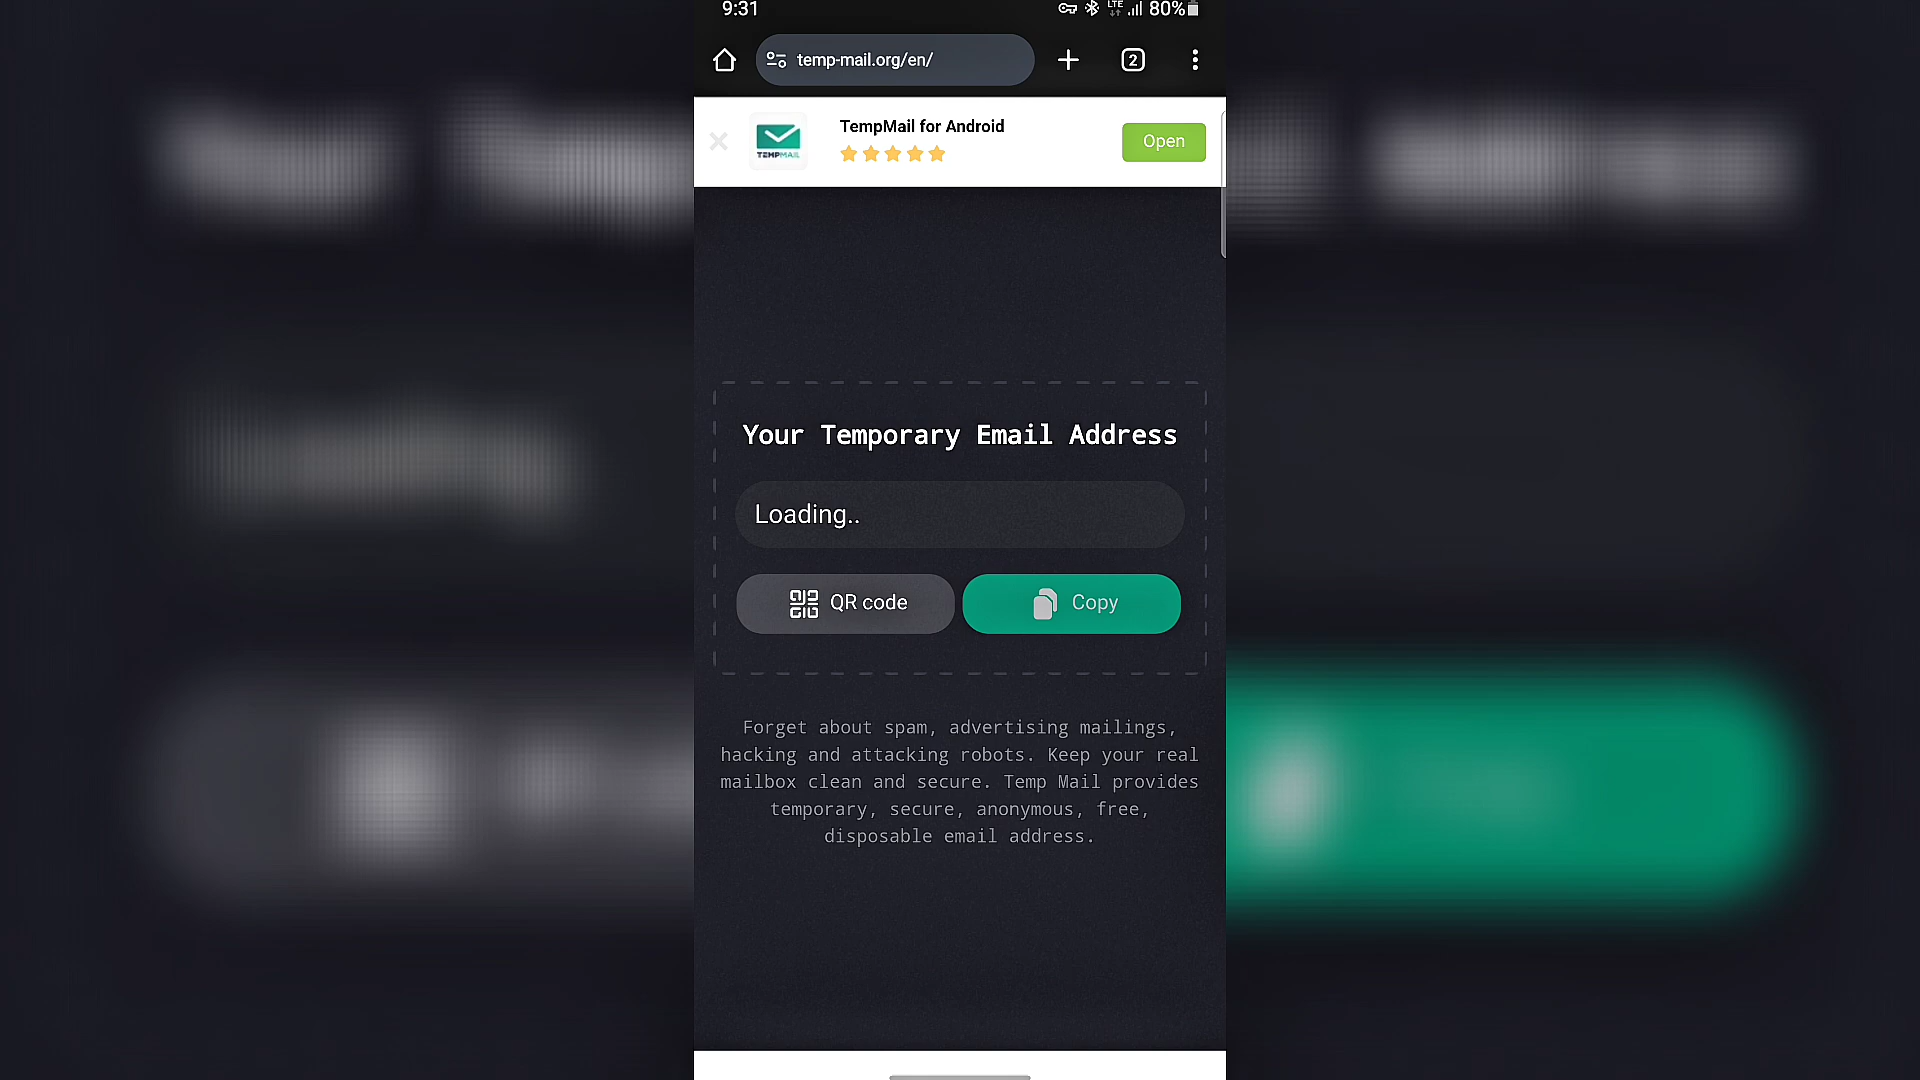 9:31
LTE
80%
temp-mail.org/en/
2
TempMail for Android
TEMPMAIL
Open
Your Temporary Email Address
Loading..
QR code
Copy
Forget about spam, advertising mailings,
hacking and attacking robots. Keep your real
mailbox clean and secure. Temp Mail provides
temporary, secure, anonymous, free,
disposable email address.